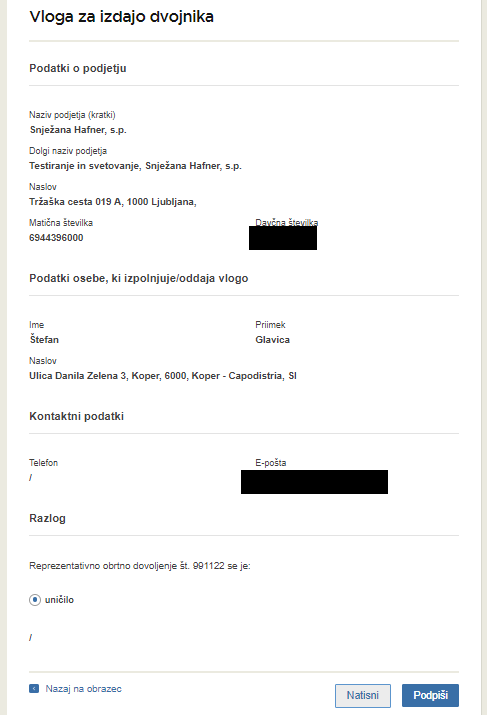 Vloga za izdajo dvojnika
Podatki o podjetju
Naziv podjetja (kratki)
Snježana Hafner, s.p.
Dolgi naziv podjetja
Testiranje in svetovanje, Snježana Hafner, s.p.
Naslov
Tržaška cesta 019 A, 1000 Ljubljana,
Matična številka Davčna številka
6944396000
Podatki osebe, ki izpolnjuje/oddaja vlogo
Ime Priimek
Štefan Glavica
Naslov
Ulica Danila Zelena 3, Koper, 6000, Koper - Capodistria, SI
Kontaktni podatki
Telefon E-pošta
/
Razlog
Reprezentativno obrtno dovoljenje št. 991122 se je:
uničilo
/
Nazaj na obrazec Natisni Podpiši